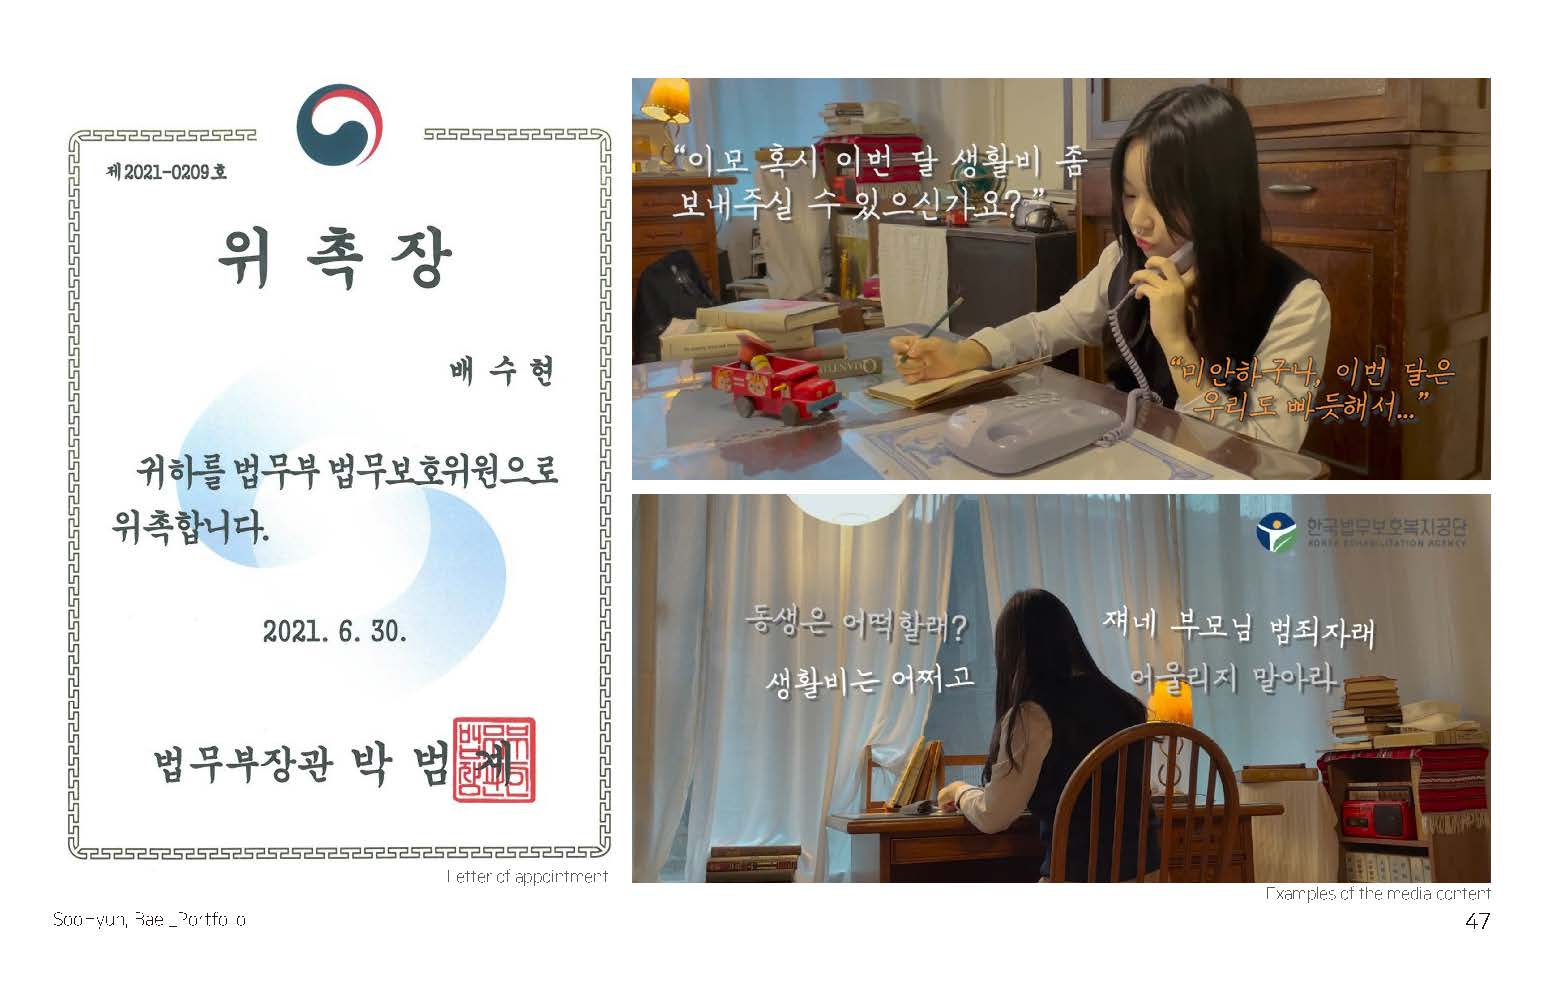 제2021-0209호
위 촉 장
배 수 현
귀하를 법무부 법무보호위원으로
위촉합니다.
2021. 6. 30.
법무부장관 박 범 계
Letter of appointment
“이모 혹시 이번 달 생활비 좀
보내주실 수 있으신가요?”
“미안하구나, 이번 달은
우리도 빠듯해서...”
한국법무보호복지공단
KOREA REHABILITATION AGENCY
동생은 어떡할래?
생활비는 어쩌고
쟤네 부모님 범죄자래
어울리지 말아라
Examples of the media content
SooHyun, Bae _Portfolio
47